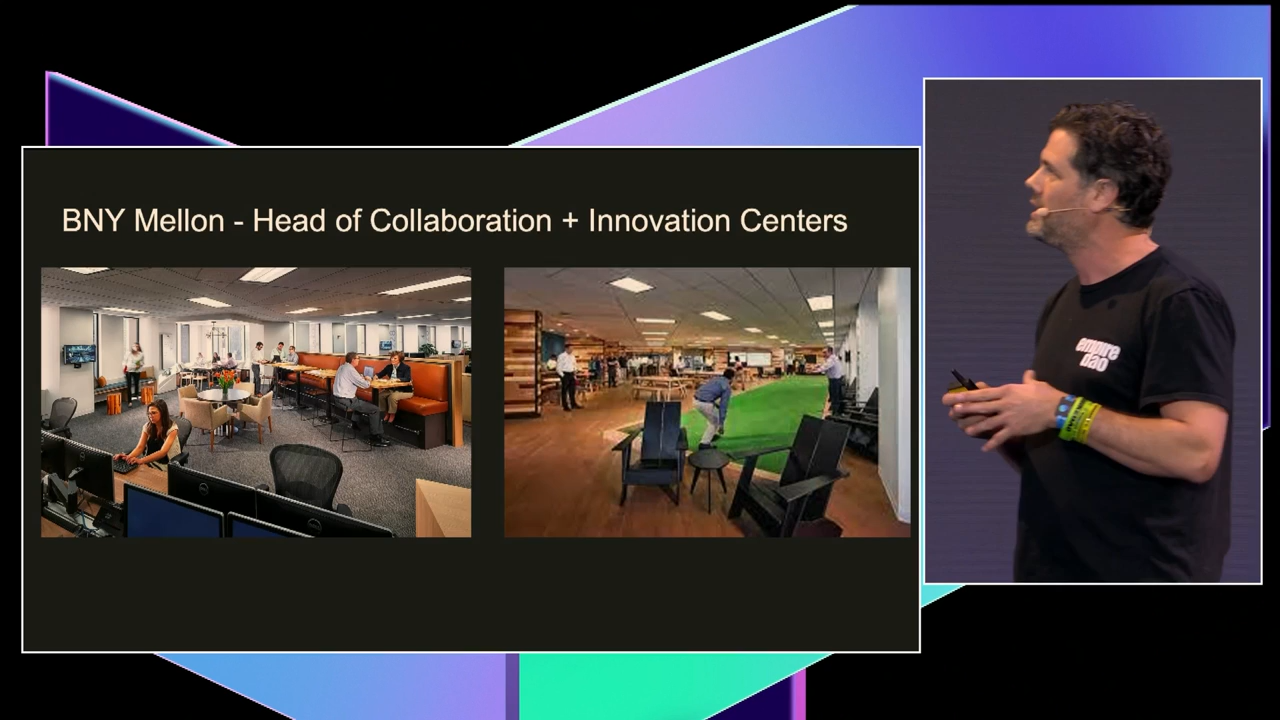 BNY Mellon - Head of Collaboration + Innovation Centers
empire
dao